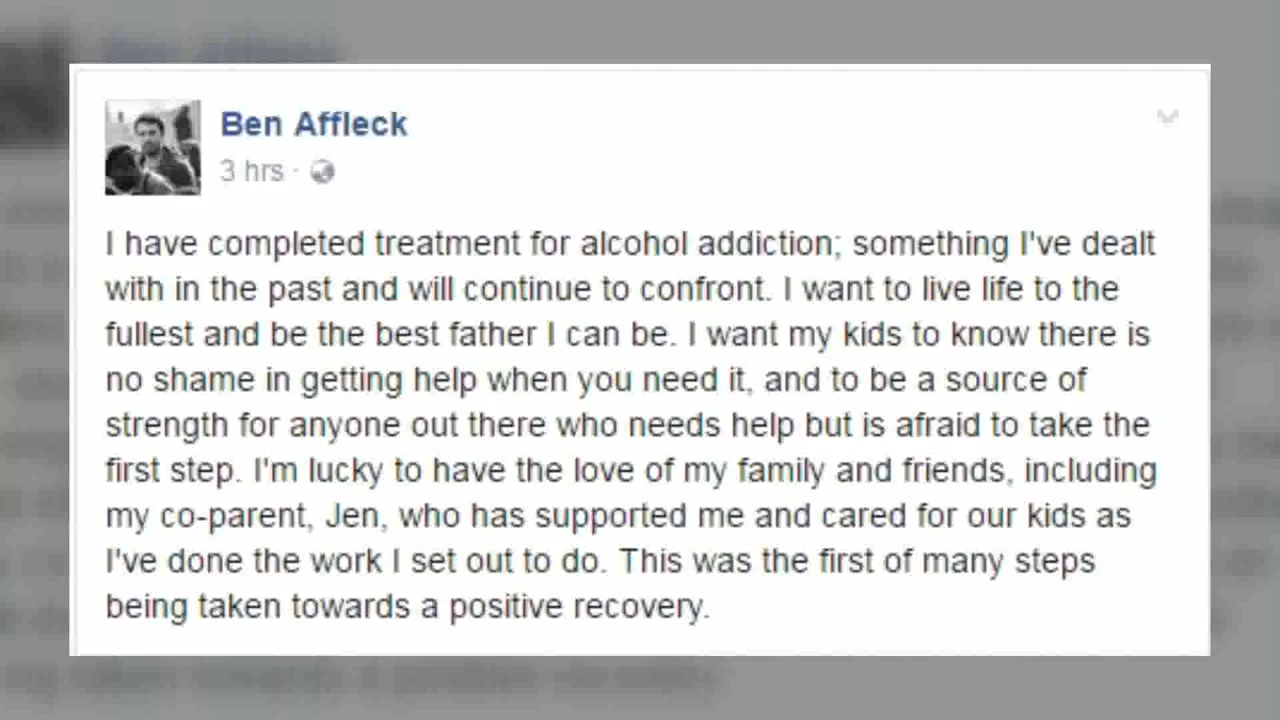 Ben Affleck
3 hrs ·
I have completed treatment for alcohol addiction; something I've dealt
with in the past and will continue to confront. I want to live life to the
fullest and be the best father I can be. I want my kids to know there is
no shame in getting help when you need it, and to be a source of
strength for anyone out there who needs help but is afraid to take the
first step. I'm lucky to have the love of my family and friends, including
my co-parent, Jen, who has supported me and cared for our kids as
I've done the work I set out to do. This was the first of many steps
being taken towards a positive recovery.